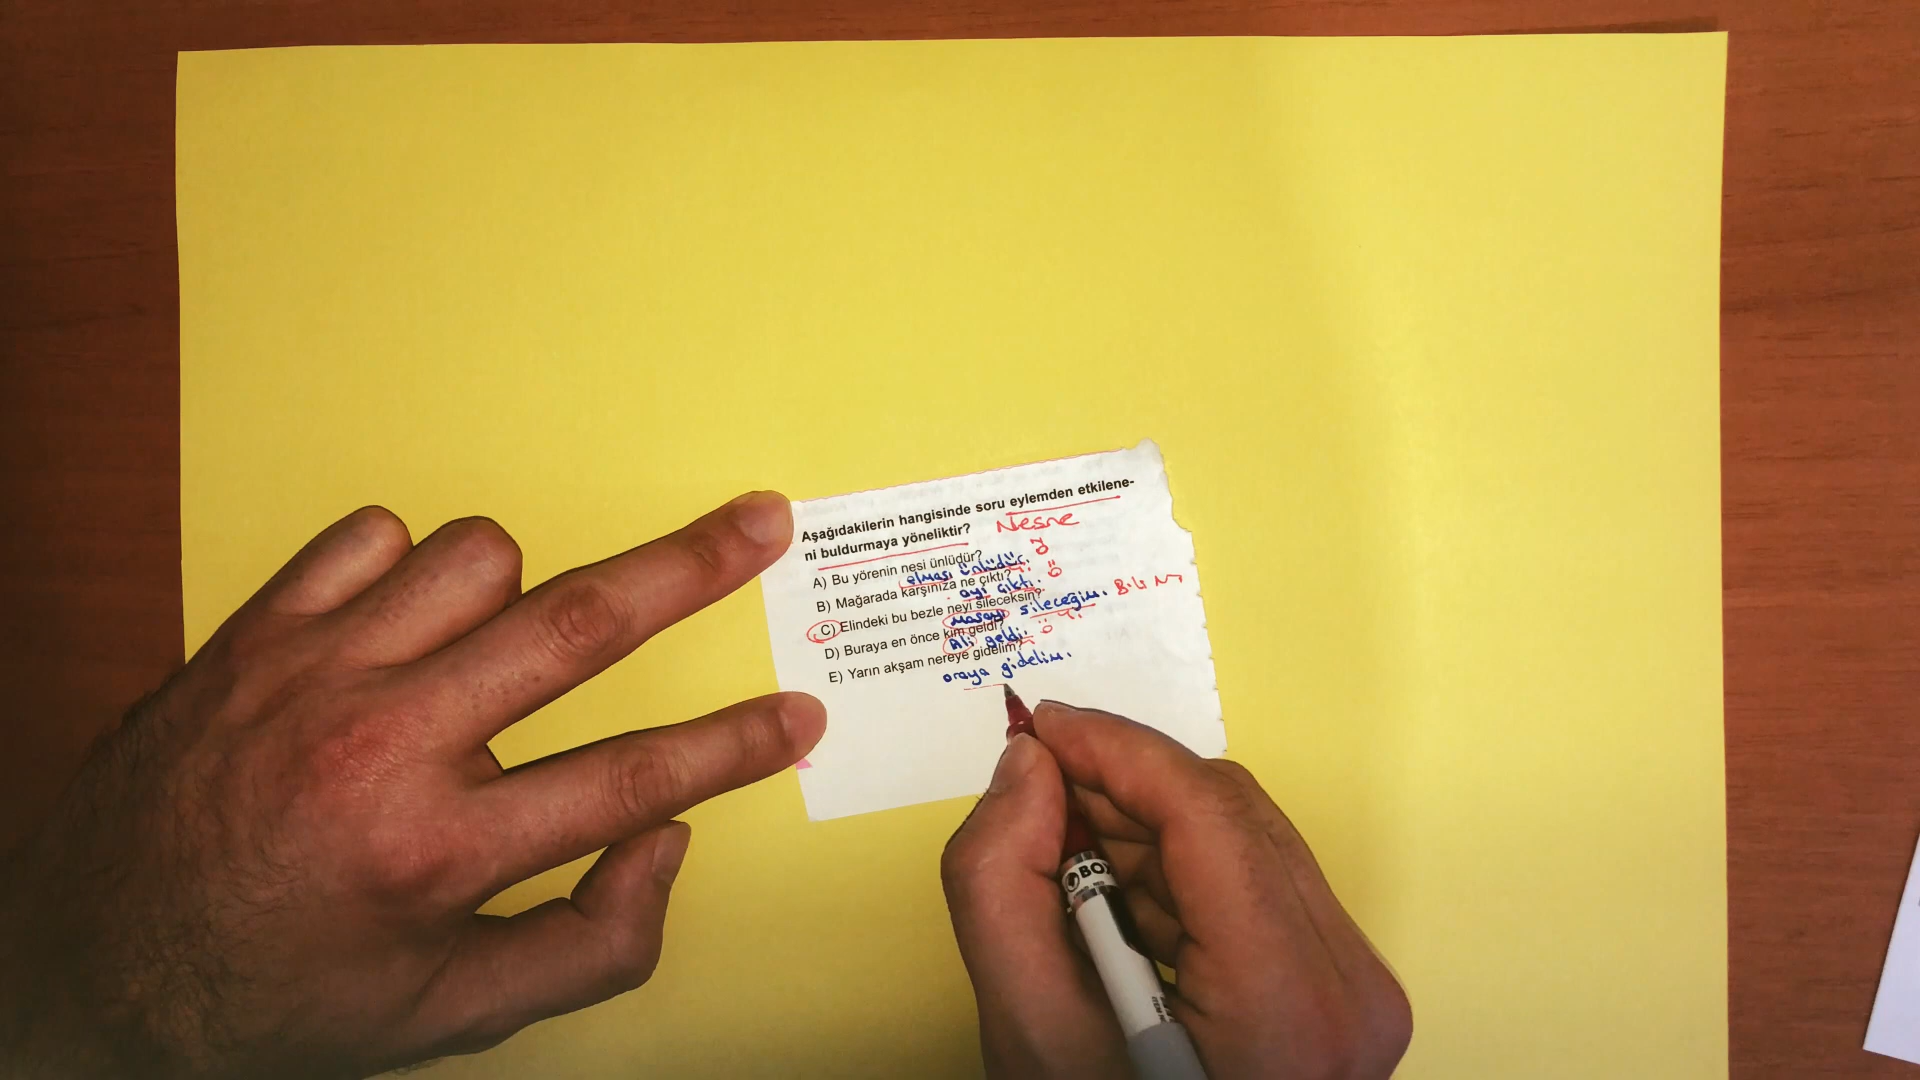 Aşağıdakilerin hangisinde soru eylemden etkilene-
ni buldurmaya yöneliktir?
Nesne
A) Bu yörenin nesi ünlüdür?
elması ünlüdür.
Ö
B) Mağarada karşınıza ne çıktı?
ayı çıktı.
Ö
C) Elindeki bu bezle neyi sileceksin?
masayı sileceğim. Bli N
D) Buraya en önce kim geldi?
Ali geldi.
Ö
E) Yarın akşam nereye gidelim?
oraya gidelim.
BOX